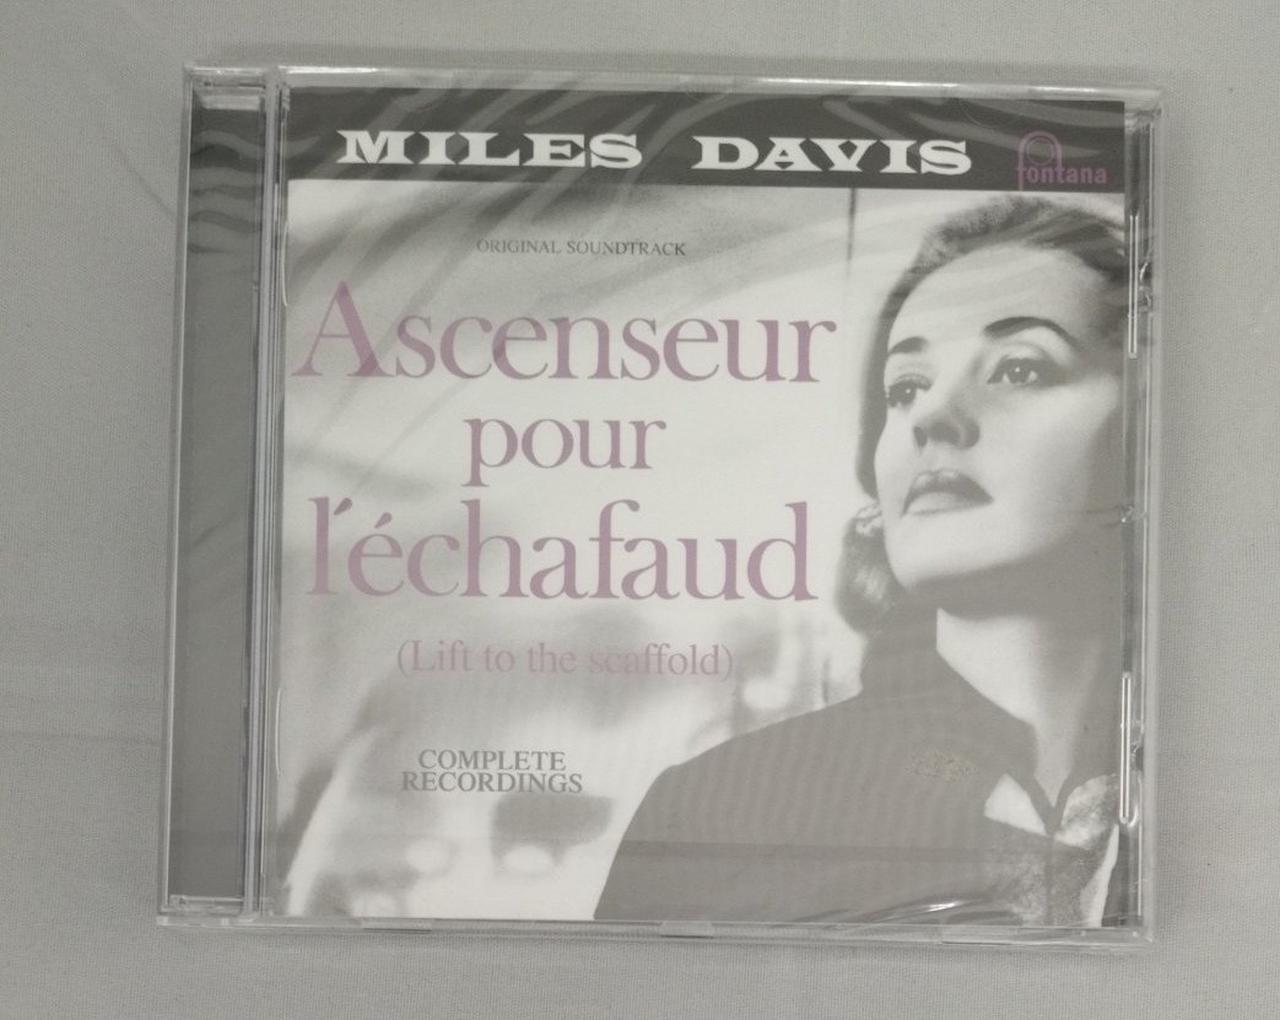 MILES DAVIS
fontana
ORIGINAL SOUNDTRACK
Ascenseur
pour
l'échafaud
(Lift to the scaffold)
COMPLETE
RECORDINGS